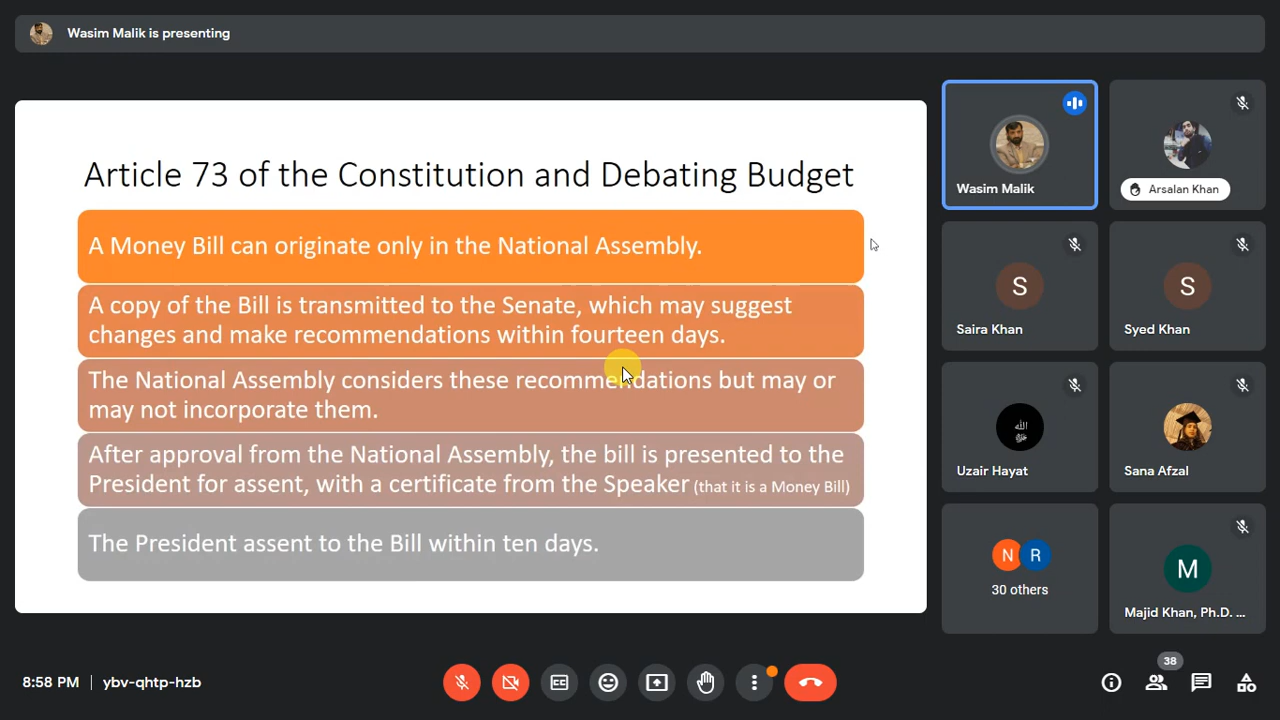 Wasim Malik is presenting
Article 73 of the Constitution and Debating Budget
A Money Bill can originate only in the National Assembly.
A copy of the Bill is transmitted to the Senate, which may suggest
changes and make recommendations within fourteen days.
The National Assembly considers these recommendations but may or
may not incorporate them.
After approval from the National Assembly, the bill is presented to the
President for assent, with a certificate from the Speaker (that it is a Money Bill)
The President assent to the Bill within ten days.
Wasim Malik
Arsalan Khan
S
Saira Khan
S
Syed Khan
Uzair Hayat
Sana Afzal
N R
30 others
M
Majid Khan, Ph.D. ...
8:58 PM | ybv-qhtp-hzb
CC
38